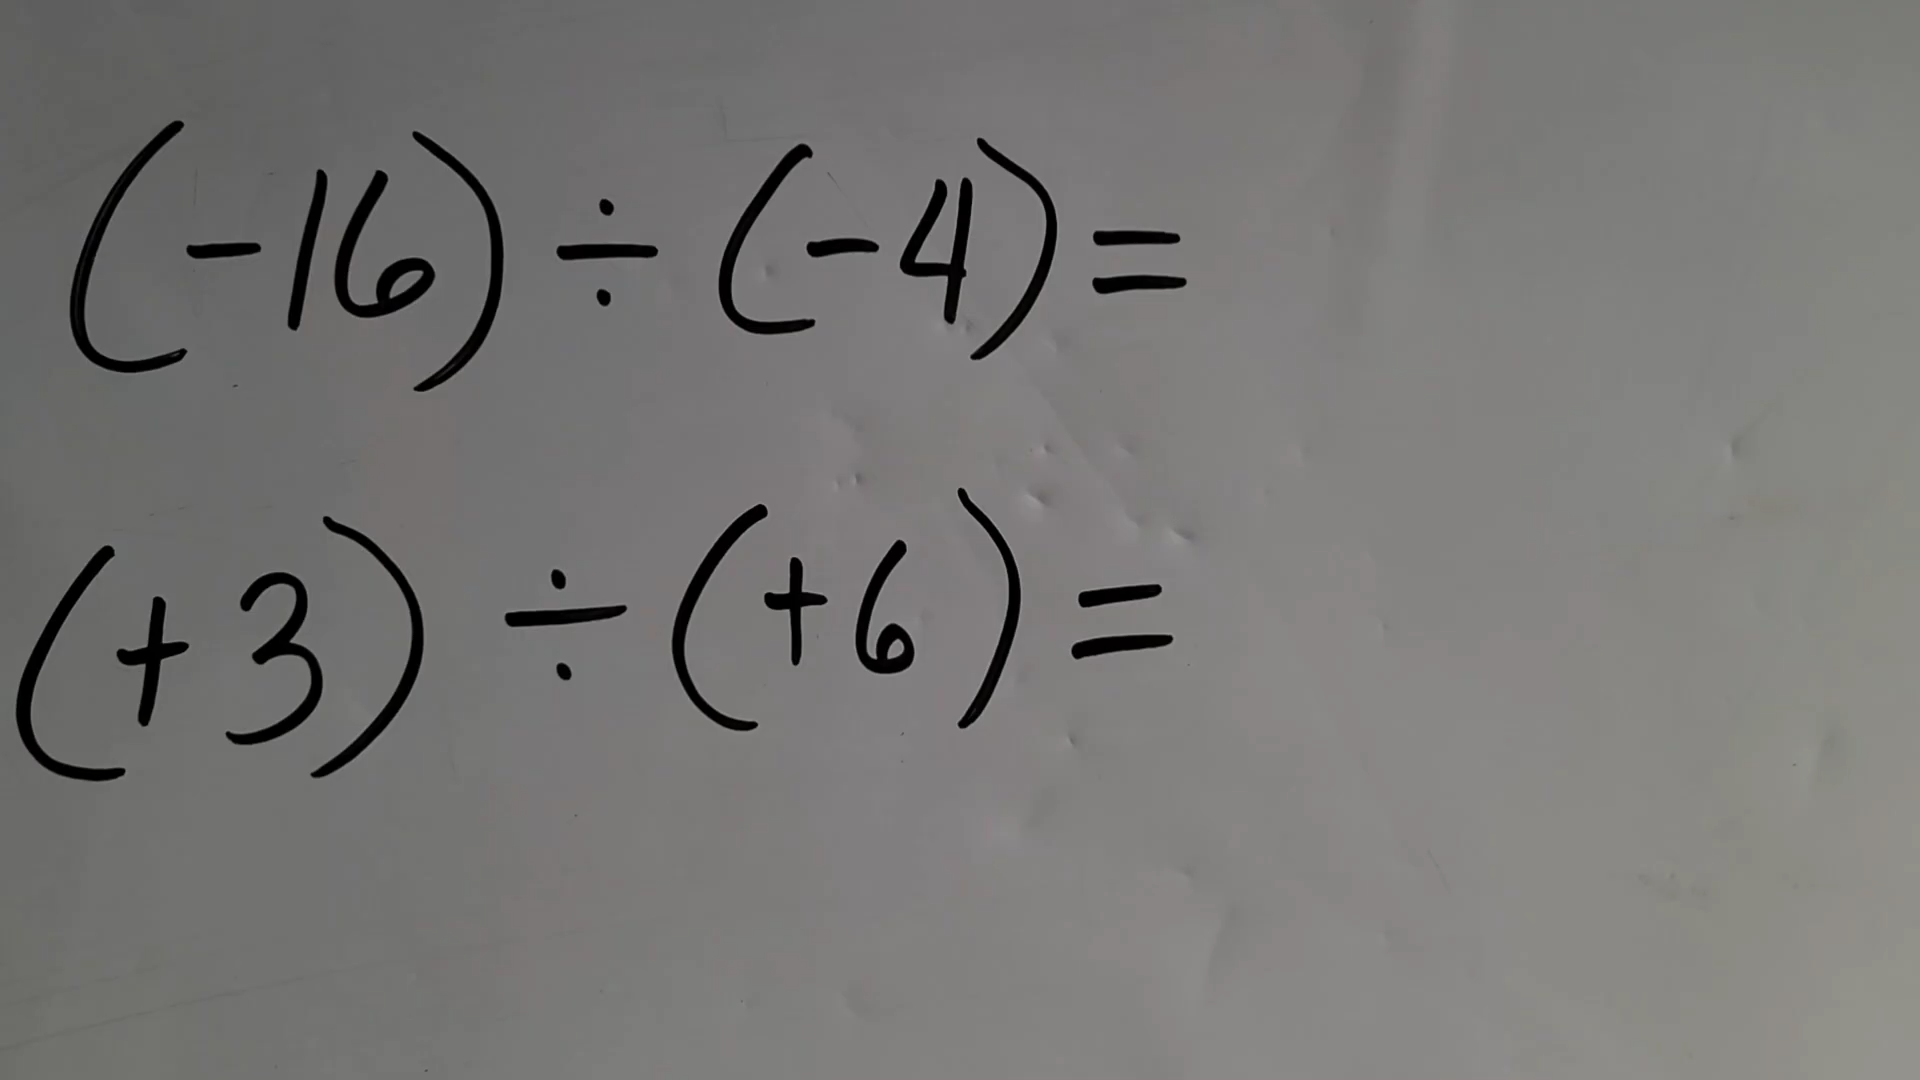 (-16) ÷ (-4) =
(+3) ÷ (+6) =